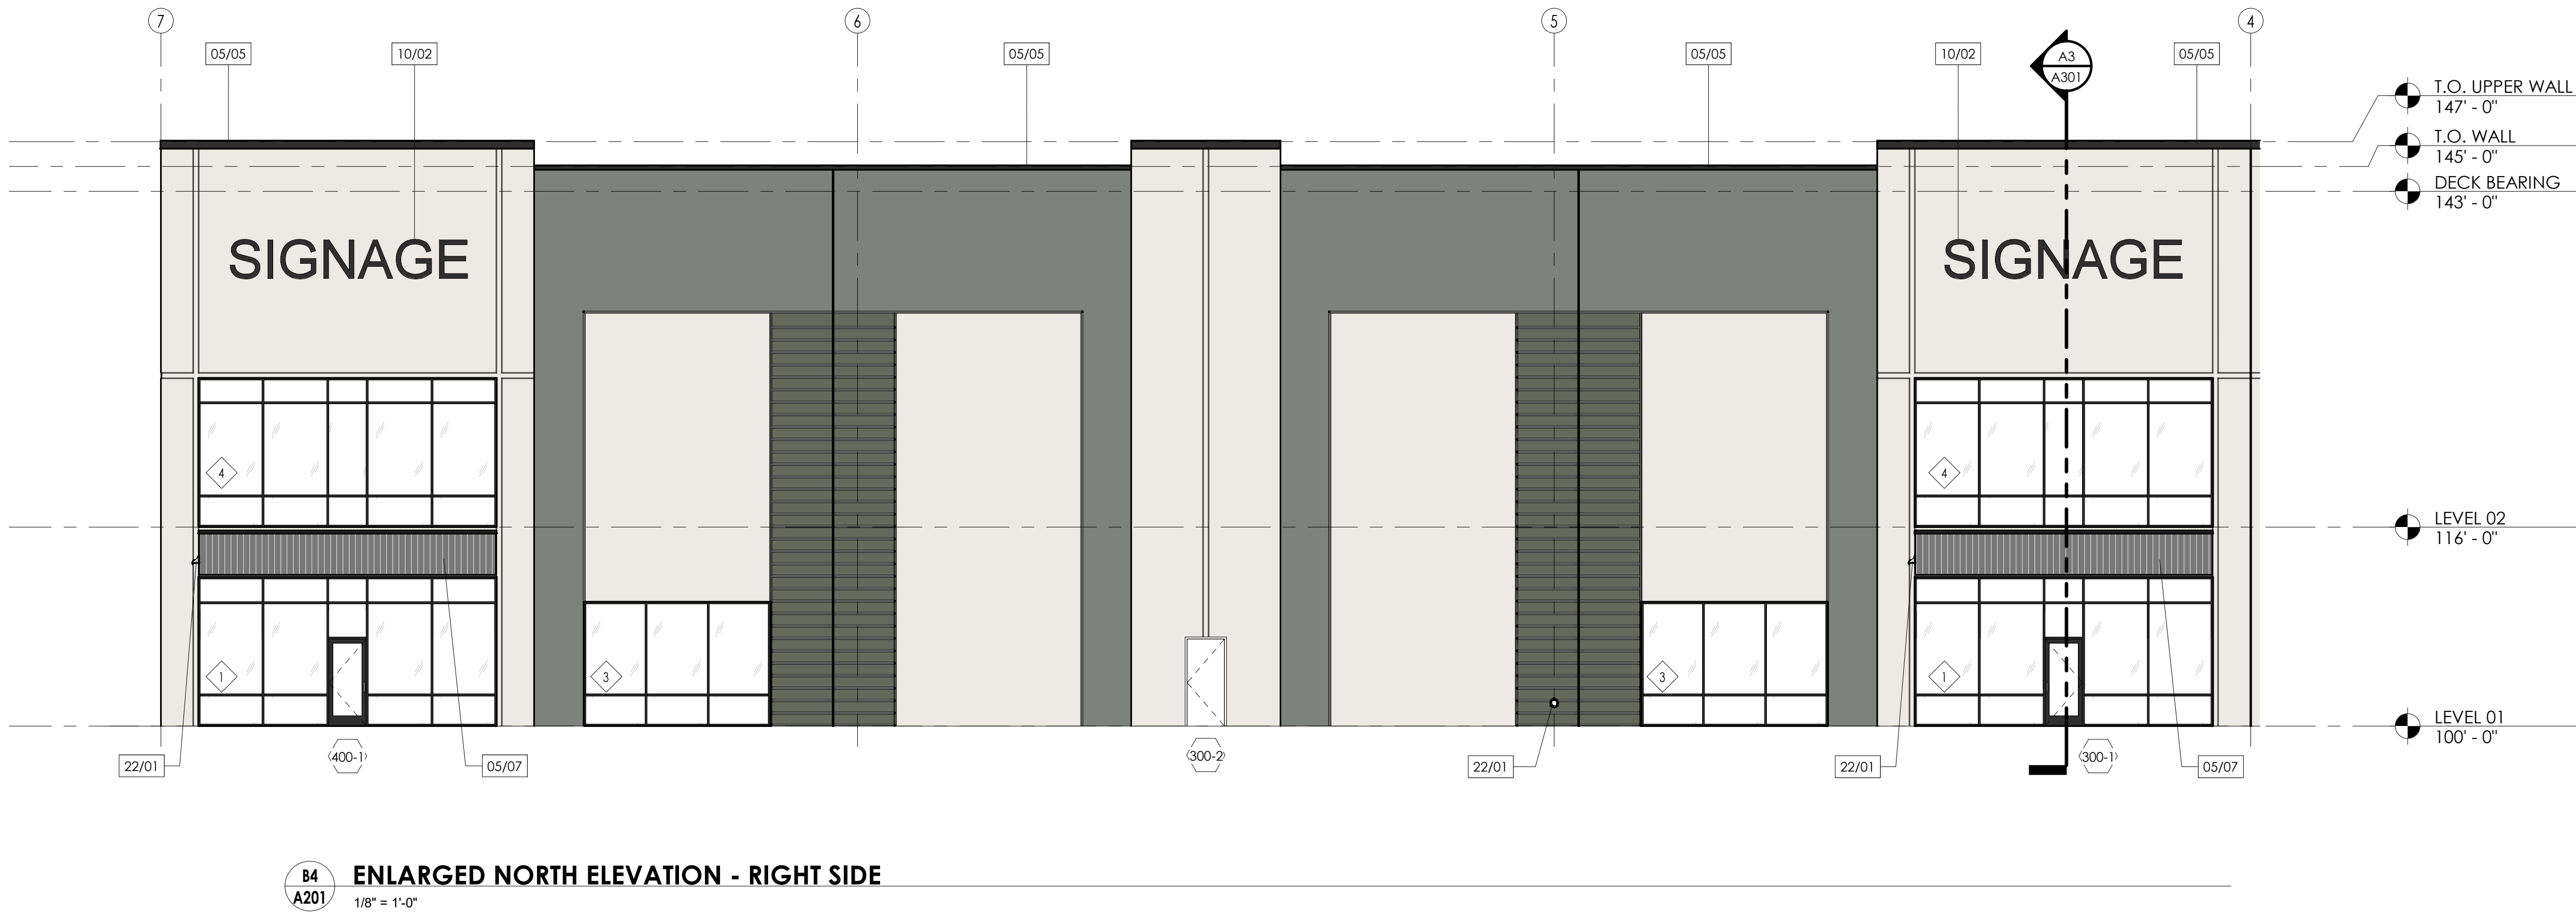 7
6
5
4
05/05
10/02
05/05
05/05
10/02
A3
A301
05/05
T.O. UPPER WALL
147' - 0"
T.O. WALL
145' - 0"
DECK BEARING
143' - 0"
SIGNAGE
SIGNAGE
4
4
LEVEL 02
116' - 0"
1
3
3
1
LEVEL 01
100' - 0"
22/01
400-1
05/07
300-2
22/01
22/01
300-1
05/07
B4
A201
ENLARGED NORTH ELEVATION - RIGHT SIDE
1/8" = 1'-0"